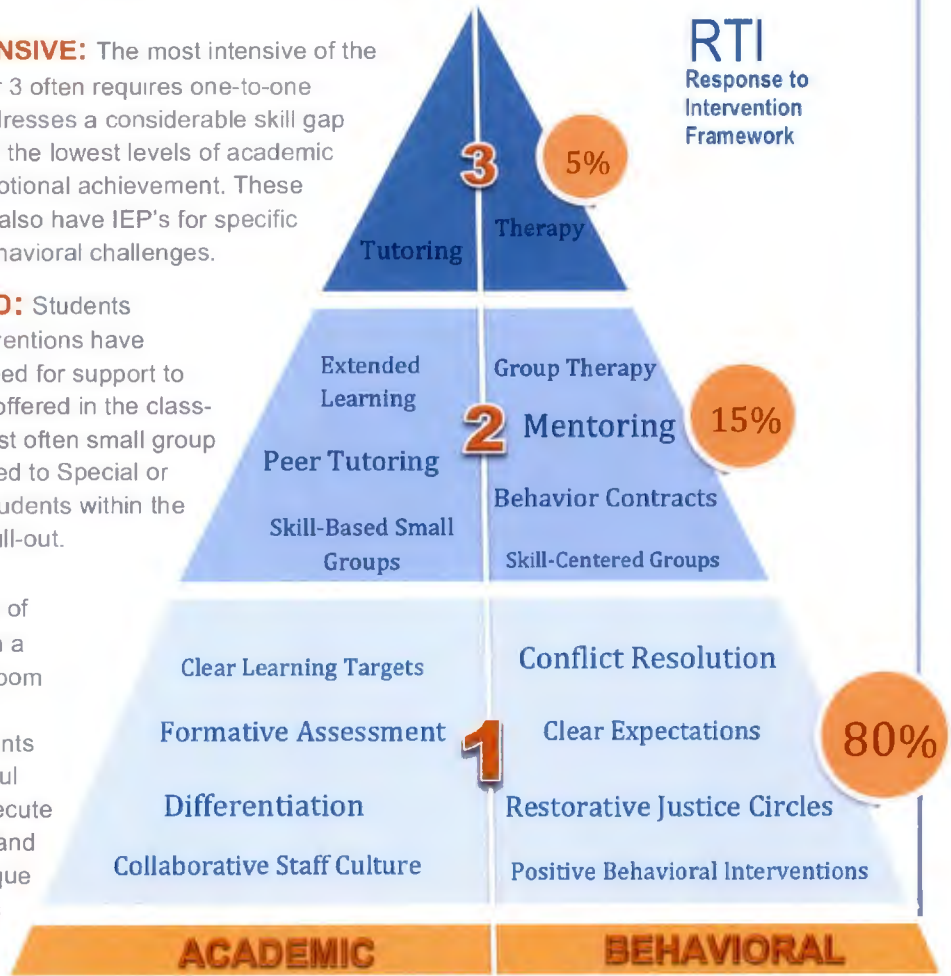 NSIVE: The most intensive of the
r 3 often requires one-to-one
dresses a considerable skill gap
the lowest levels of academic
otional achievement. These
also have IEP's for specific
havioral challenges.
D: Students
ventions have
ed for support to
offered in the class-
st often small group
ed to Special or
udents within the
ull-out.
of
n a
oom
nts
ul
ecute
and
que
RTI
Response to
Intervention
Framework
3
5%
Tutoring
Therapy
Extended
Learning
Peer Tutoring
Skill-Based Small
Groups
2
Group Therapy
Mentoring
Behavior Contracts
Skill-Centered Groups
15%
Clear Learning Targets
Formative Assessment
Differentiation
Collaborative Staff Culture
1
Conflict Resolution
Clear Expectations
Restorative Justice Circles
Positive Behavioral Interventions
80%
ACADEMIC
BEHAVIORAL